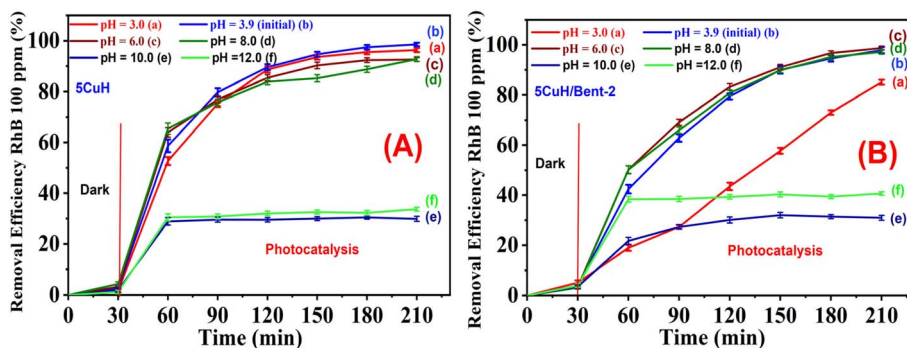 pH = 3.0 (a) pH = 3.9 (initial) (b)
pH = 6.0 (c) pH = 8.0 (d)
pH = 10.0 (e) pH =12.0 (f)
5CuH
Dark
(A)
Photocatalysis
(b)
(a)
(c)
(d)
(f)
(e)
Removal Efficiency RhB 100 ppm (%)
100
80
60
40
20
0
0 30 60 90 120 150 180 210
Time (min)
pH = 3.0 (a) pH = 3.9 (initial) (b)
pH = 6.0 (c) pH = 8.0 (d)
pH = 10.0 (e) pH =12.0 (f)
5CuH/Bent-2
Dark
(B)
Photocatalysis
(c)
(d)
(b)
(a)
(f)
(e)
Removal Efficiency RhB 100 ppm (%)
100
80
60
40
20
0
0 30 60 90 120 150 180 210
Time (min)